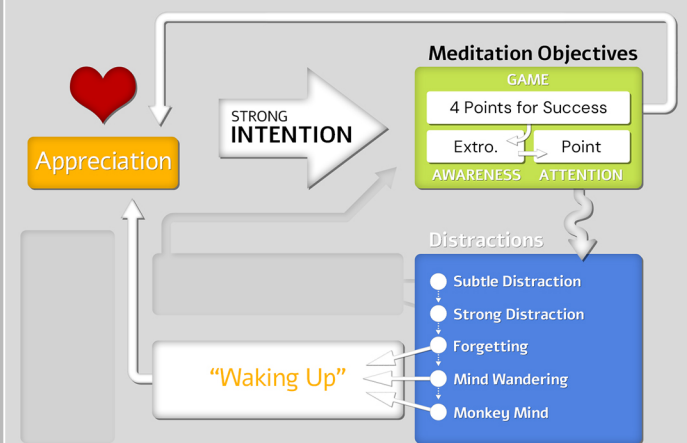 Meditation Objectives
GAME
4 Points for Success
Extro.
Point
AWARENESS
ATTENTION
STRONG
INTENTION
Appreciation
Distractions
Subtle Distraction
Strong Distraction
Forgetting
Mind Wandering
Monkey Mind
“Waking Up”